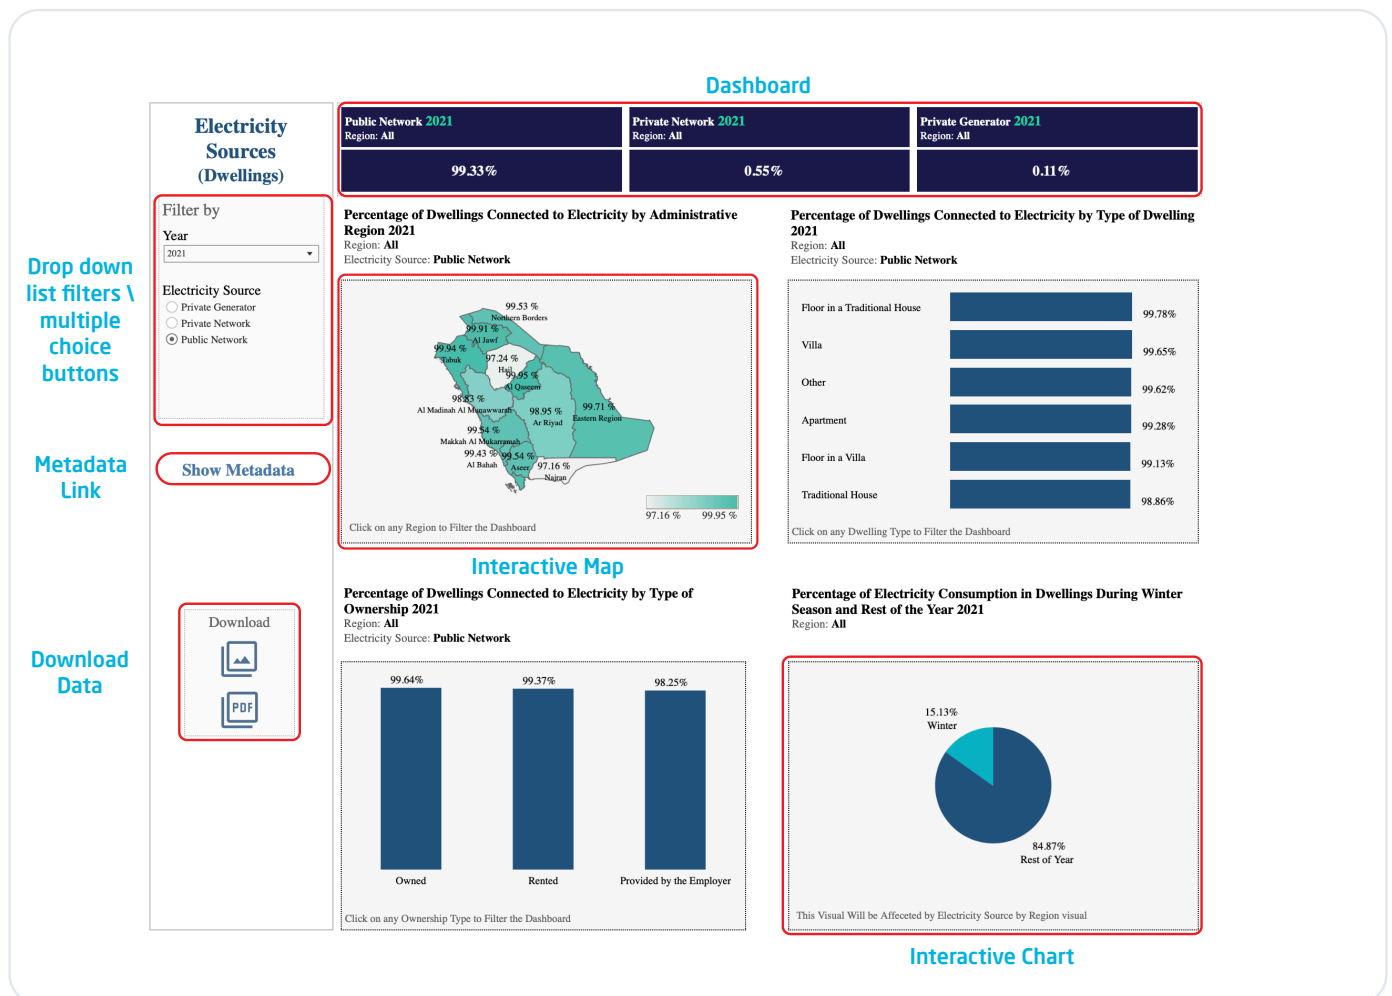 Dashboard
Electricity
Sources
(Dwellings)
Public Network 2021
Region: All
99.33%
Private Network 2021
Region: All
0.55%
Private Generator 2021
Region: All
0.11%
Drop down
list filters \
multiple
choice
buttons
Filter by
Year
2021
Electricity Source
Private Generator
Private Network
Public Network
Metadata
Link
Show Metadata
Download
Data
Download
PDF
Percentage of Dwellings Connected to Electricity by Administrative
Region 2021
Region: All
Electricity Source: Public Network
99.53 %
Northern Borders
99.91 %
Al Jawf
99.94 %
Tabuk
97.24 %
Hail
99.95 %
Al Qaseem
98.83 %
Al Madinah Al Munawwarah
98.95 %
Ar Riyad
99.71 %
Eastern Region
99.54 %
Makkah Al Mukarramah
99.43 %
Al Bahah
99.54 %
Aseer
97.16 %
Najran
97.16 %
99.95 %
Click on any Region to Filter the Dashboard
Interactive Map
Percentage of Dwellings Connected to Electricity by Type of Dwelling
2021
Region: All
Electricity Source: Public Network
Floor in a Traditional House
99.78%
Villa
99.65%
Other
99.62%
Apartment
99.28%
Floor in a Villa
99.13%
Traditional House
98.86%
Click on any Dwelling Type to Filter the Dashboard
Percentage of Dwellings Connected to Electricity by Type of
Ownership 2021
Region: All
Electricity Source: Public Network
99.64%
99.37%
98.25%
Owned
Rented
Provided by the Employer
Click on any Ownership Type to Filter the Dashboard
Percentage of Electricity Consumption in Dwellings During Winter
Season and Rest of the Year 2021
Region: All
15.13%
Winter
84.87%
Rest of Year
This Visual Will be Affeceted by Electricity Source by Region visual
Interactive Chart